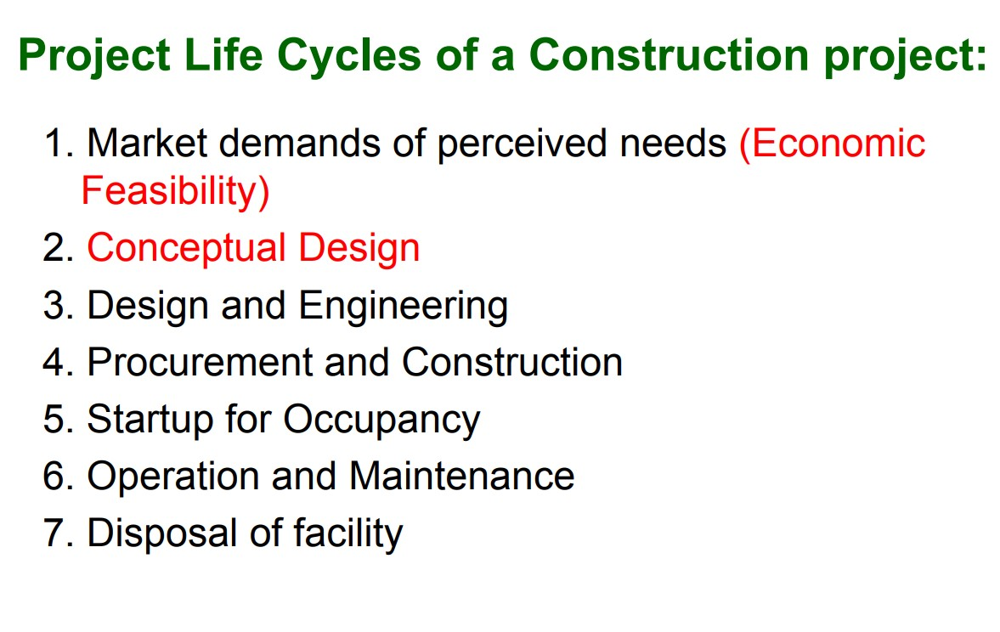 Project Life Cycles of a Construction project:
1. Market demands of perceived needs (Economic
Feasibility)
2. Conceptual Design
3. Design and Engineering
4. Procurement and Construction
5. Startup for Occupancy
6. Operation and Maintenance
7. Disposal of facility